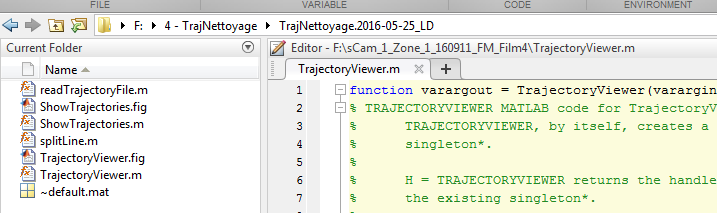 FILE VARIABLE CODE ENVIRONMENT
F: ▸ 4 - TrajNettoyage ▸ TrajNettoyage.2016-05-25_LD
Current Folder
Name
readTrajectoryFile.m
ShowTrajectories.fig
ShowTrajectories.m
splitLine.m
TrajectoryViewer.fig
TrajectoryViewer.m
~default.mat
Editor - F:\sCam_1_Zone_1_160911_FM_Film4\TrajectoryViewer.m
TrajectoryViewer.m
1 function varargout = TrajectoryViewer(varargin
2 % TRAJECTORYVIEWER MATLAB code for TrajectoryV
3 % TRAJECTORYVIEWER, by itself, creates a
4 % singleton*.
5 %
6 % H = TRAJECTORYVIEWER returns the handle
7 % the existing singleton*.